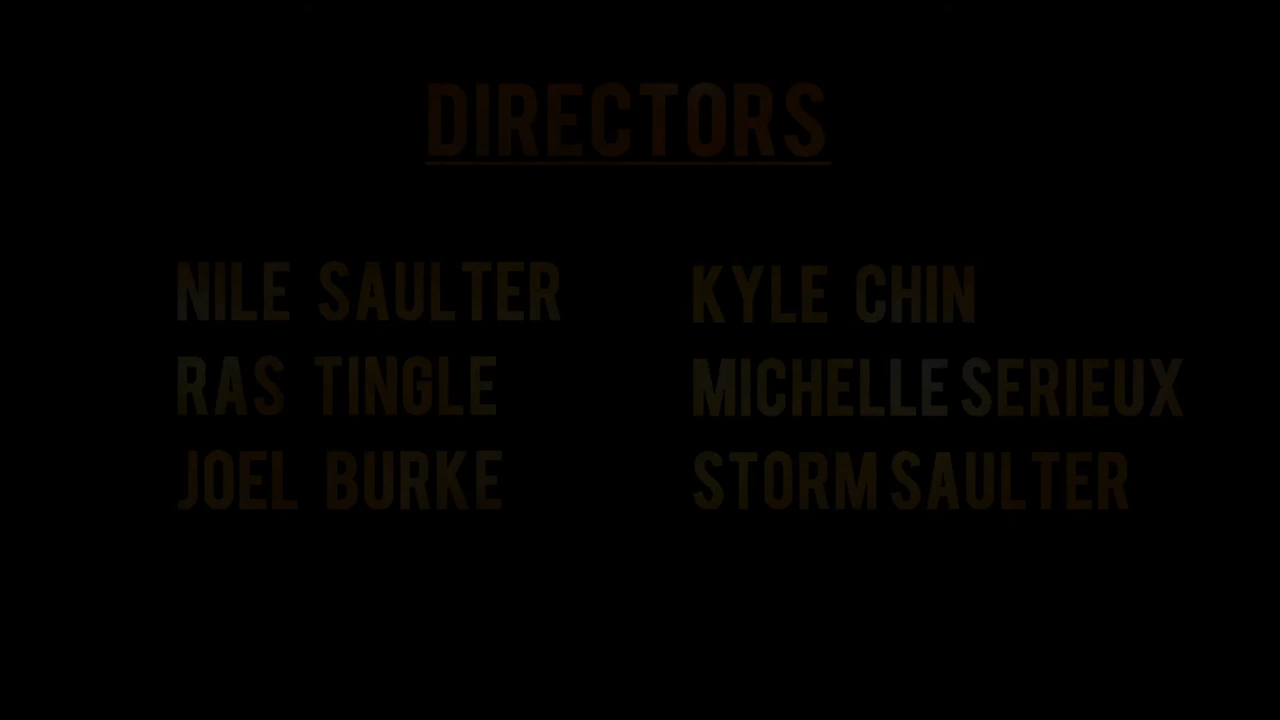 DIRECTORS
NILE SAULTER
RAS TINGLE
JOEL BURKE
KYLE CHIN
MICHELLE SERIEUX
STORM SAULTER